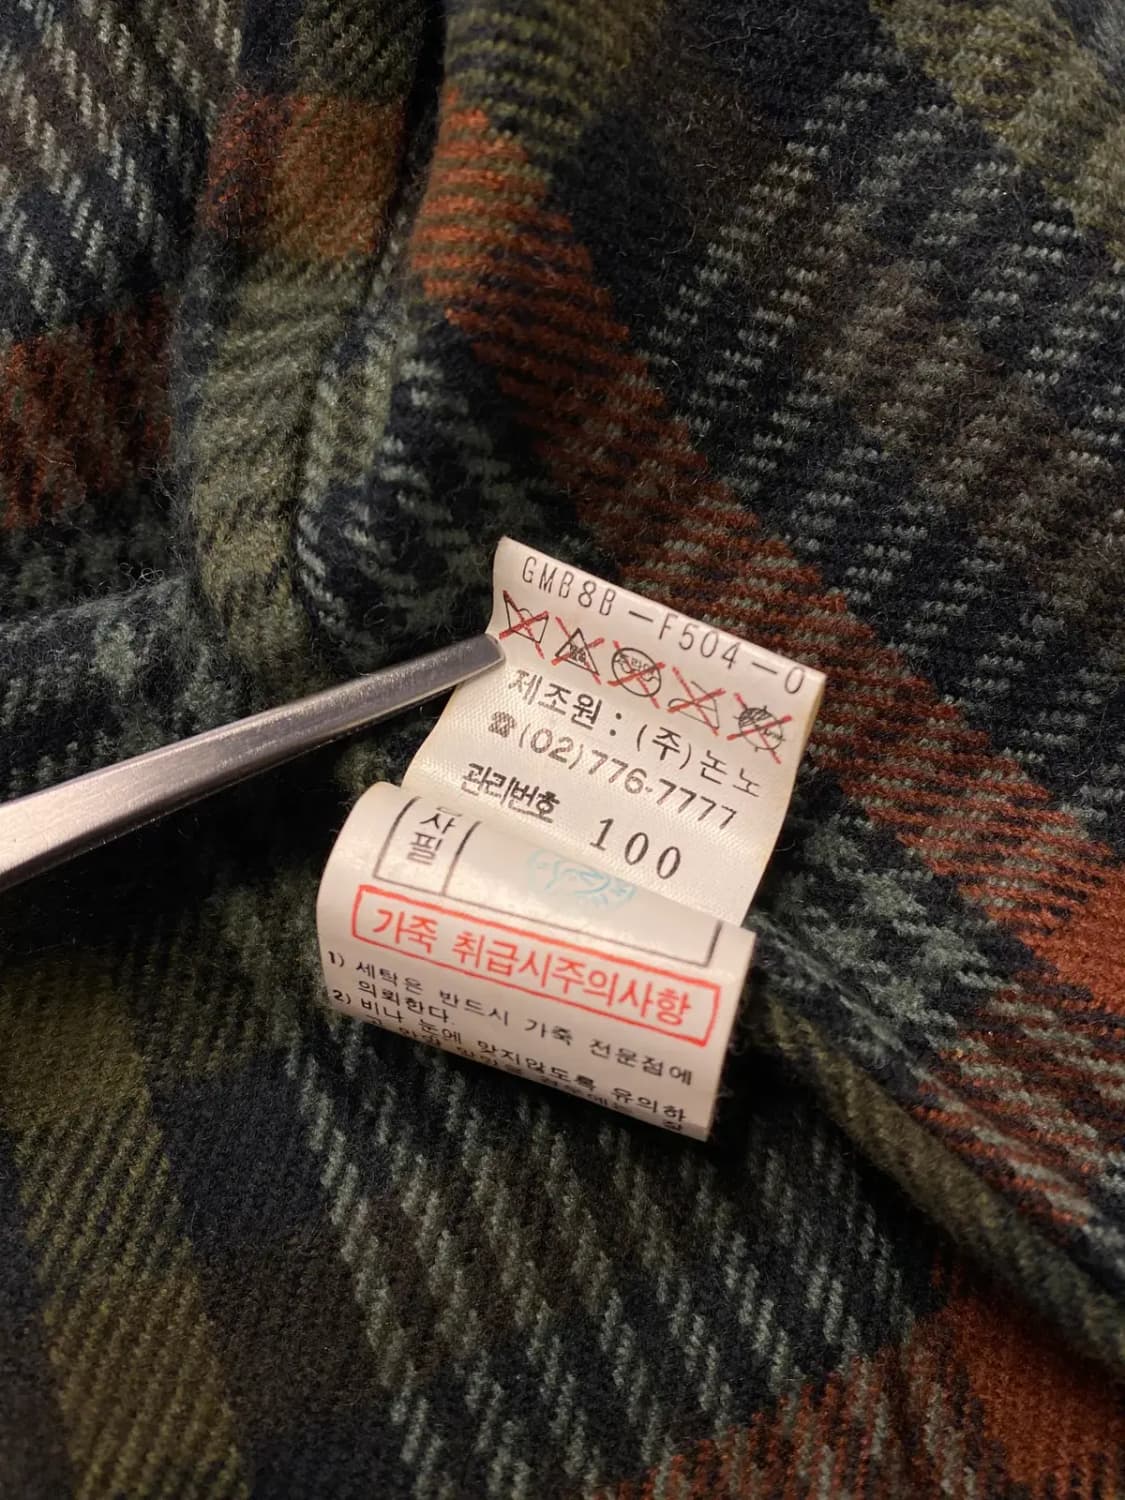 GMB8B-F504-0
제조원 : (주)논노
☎(02)776-7777
관리번호 100
사
필
가죽 취급시주의사항
1) 세탁은 반드시 가죽 전문점에
의뢰한다
2) 비나 눈에 맞지않도록 유의하